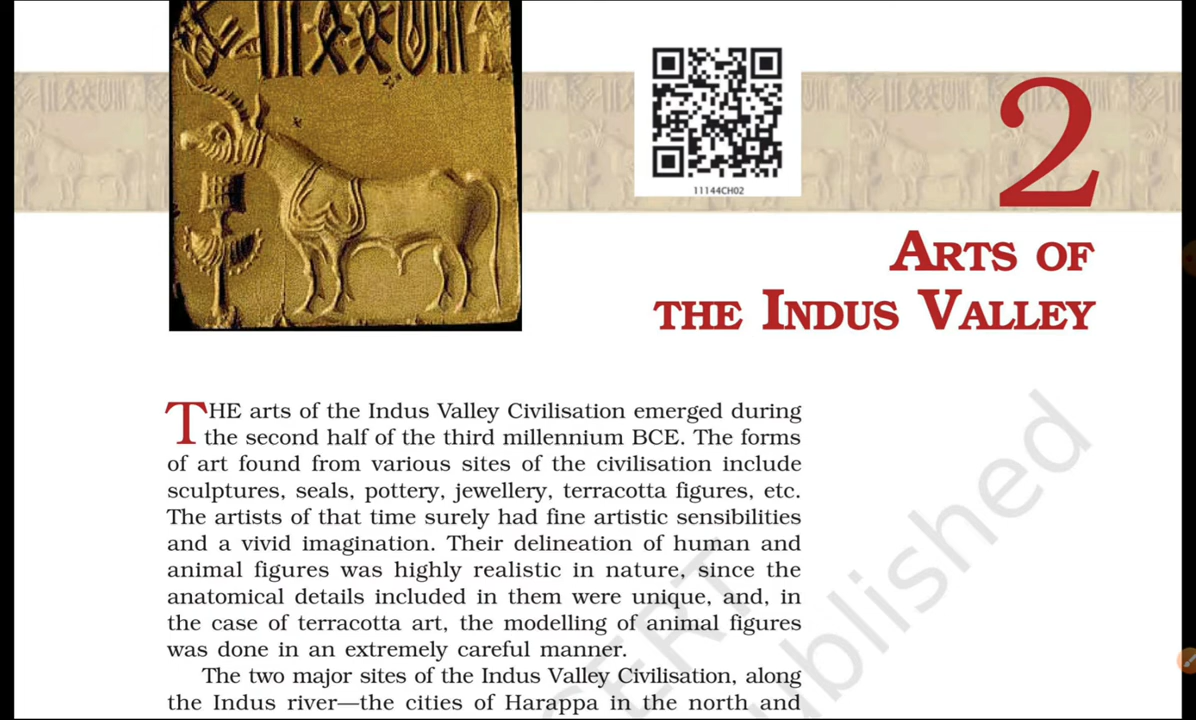 11144CH02
2
ARTS OF
THE INDUS VALLEY
THE arts of the Indus Valley Civilisation emerged during
the second half of the third millennium BCE. The forms
of art found from various sites of the civilisation include
sculptures, seals, pottery, jewellery, terracotta figures, etc.
The artists of that time surely had fine artistic sensibilities
and a vivid imagination. Their delineation of human and
animal figures was highly realistic in nature, since the
anatomical details included in them were unique, and, in
the case of terracotta art, the modelling of animal figures
was done in an extremely careful manner.
The two major sites of the Indus Valley Civilisation, along
the Indus river—the cities of Harappa in the north and